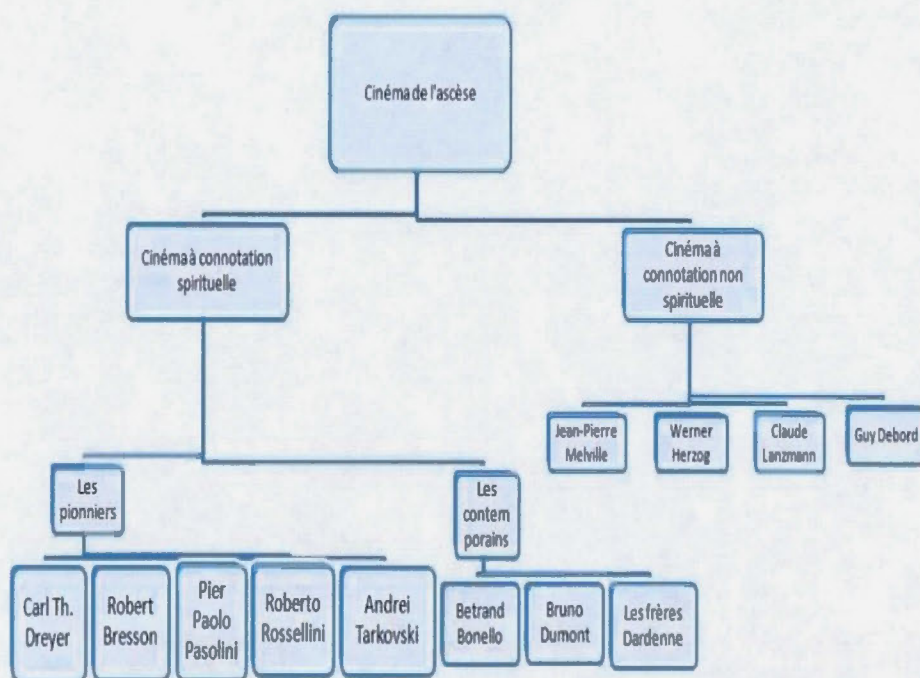 Cinéma de l'ascèse
Cinéma à connotation
spirituelle
Cinéma à
connotation non
spirituelle
Jean-Pierre
Melville
Werner
Herzog
Claude
Lanzmann
Guy Debord
Les
pionniers
Les
contem
porains
Carl Th.
Dreyer
Robert
Bresson
Pier
Paolo
Pasolini
Roberto
Rossellini
Andrei
Tarkovski
Betrand
Bonello
Bruno
Dumont
Les frères
Dardenne